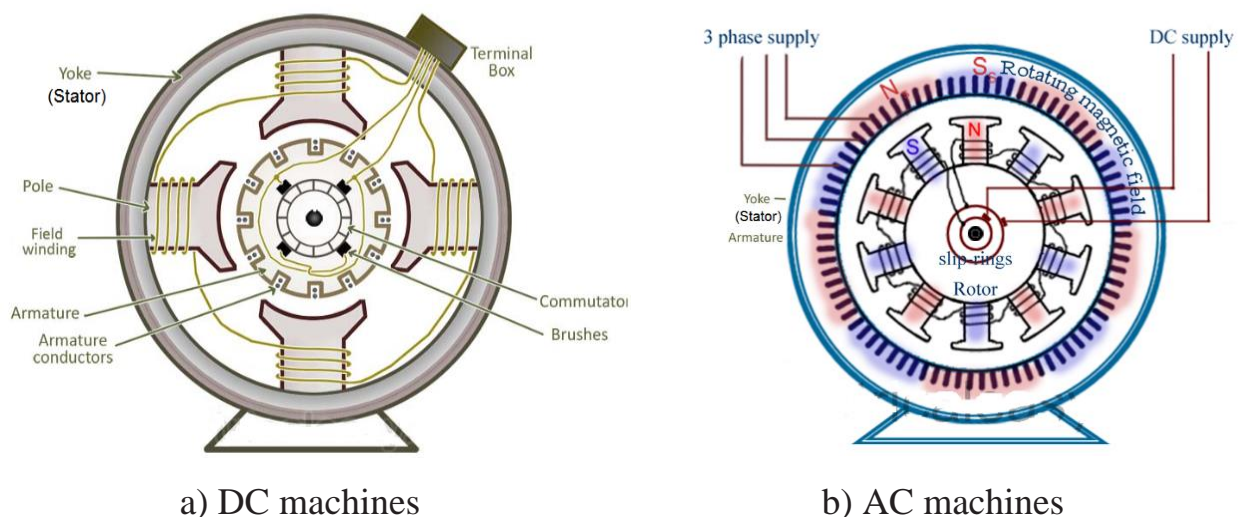 Terminal
Box
Yoke
(Stator)
Pole
Field
winding
Armature
Armature
conductors
Commutator
Brushes
a) DC machines
3 phase supply
DC supply
N
S
Rotating magnetic field
S
N
Yoke
(Stator)
Armature
slip-rings
Rotor
b) AC machines